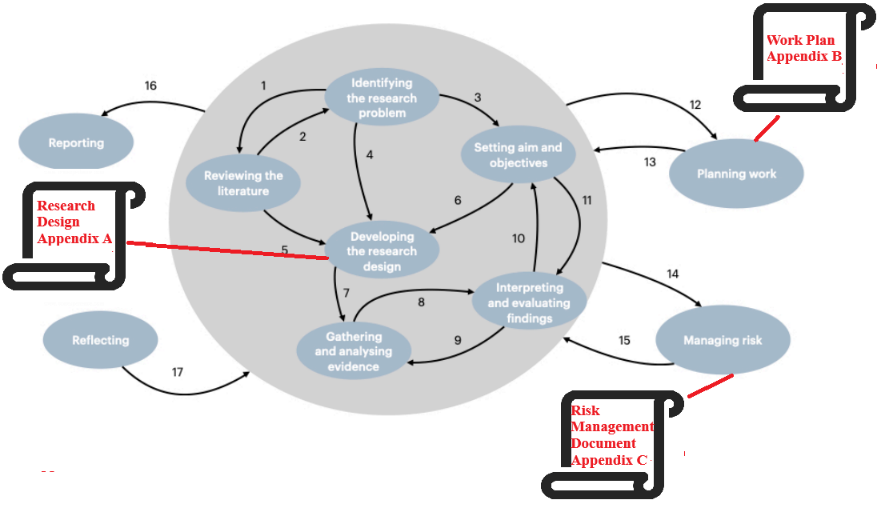 Work Plan
Appendix B
16
1
Identifying
the research
problem
3
12
Reporting
2
4
Setting aim and
objectives
13
Planning work
Reviewing the
literature
Research
Design
Appendix A
6
11
5
Developing
the research
design
10
14
7
8
Interpreting
and evaluating
findings
Reflecting
Gathering
and analysing
evidence
9
15
Managing risk
17
Risk
Management
Document
Appendix C